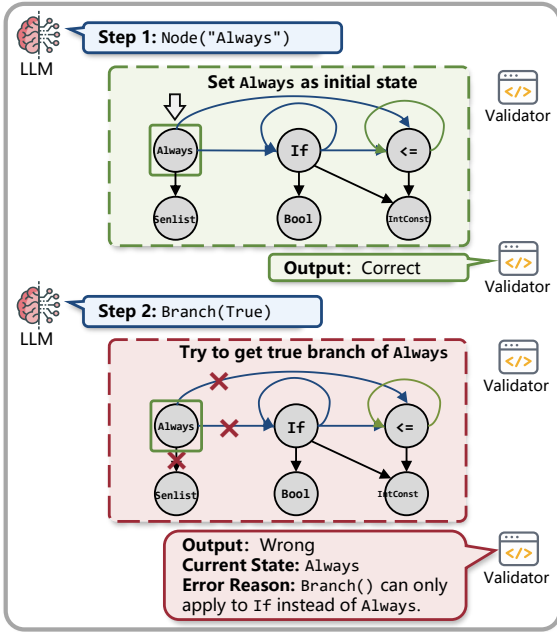 Step 1: Node("Always")
LLM
Set Always as initial state
</>
Validator
Always
If
<=
Senlist
Bool
IntConst
Output: Correct
</>
Validator
Step 2: Branch(True)
LLM
Try to get true branch of Always
</>
Validator
Always
If
<=
Senlist
Bool
IntConst
Output: Wrong
Current State: Always
Error Reason: Branch() can only
apply to If instead of Always.
</>
Validator